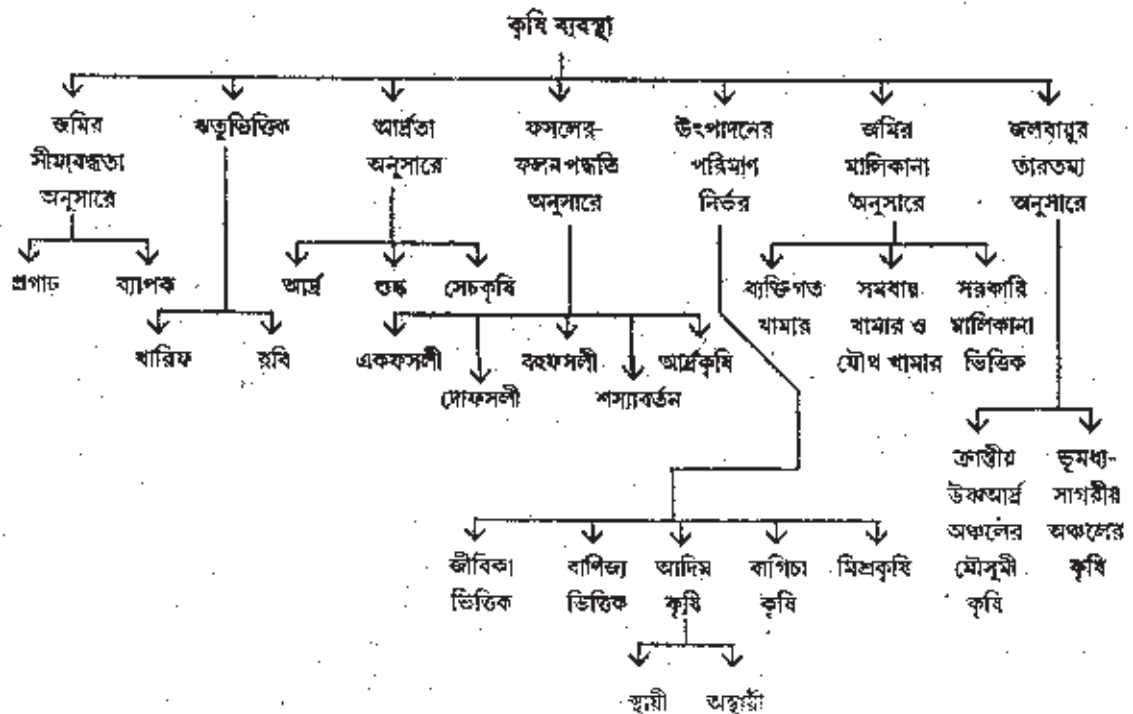 কৃষি ব্যবস্থা
জমির
সীমাবদ্ধতা
অনুসারে
ঋতুভিত্তিক
আর্দ্রতা
অনুসারে
ফসলের-
ফলন পদ্ধতি
অনুসারে
উৎপাদনের
পরিমাণ
নির্ভর
জমির
মালিকানা
অনুসারে
জলবায়ুর
তারতম্য
অনুসারে
প্রগাঢ়
ব্যাপক
খারিফ
রবি
আর্দ্র
শুষ্ক
সেচকৃষি
একফসলী
দোফসলী
বহুফসলী
শস্যাবর্তন
আর্দ্রকৃষি
ব্যক্তিগত
খামার
সমবায়
খামার ও
যৌথ খামার
সরকারি
মালিকানা
ভিত্তিক
ক্রান্তীয়
উষ্ণআর্দ্র
অঞ্চলের
মৌসুমী
কৃষি
ভূমধ্য-
সাগরীয়
অঞ্চলের
কৃষি
জীবিকা
ভিত্তিক
বাণিজ্য
ভিত্তিক
আদিম
কৃষি
বাগিচা
কৃষি
মিশ্রকৃষি
স্থায়ী
অস্থায়ী